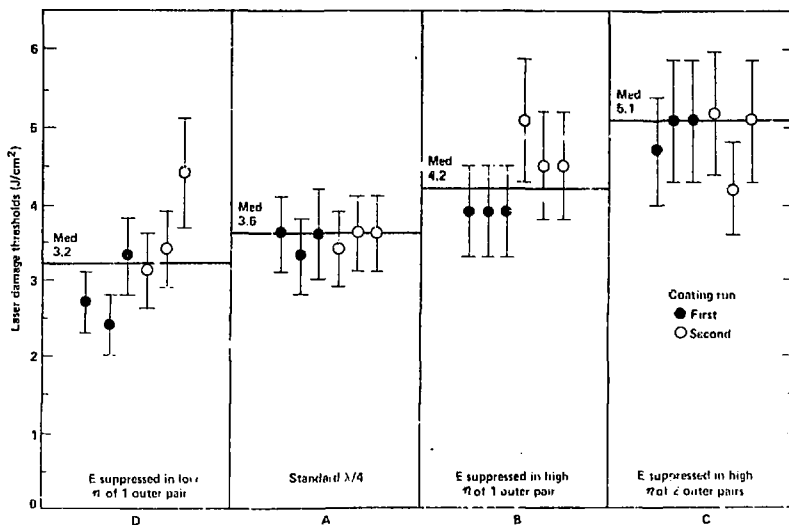 Laser damage thresholds (J/cm²)
6
5
4
3
2
1
0
Med
3.2
Med
3.6
Med
4.2
Med
5.1
Coating run
● First
○ Second
E suppressed in low
n of 1 outer pair
Standard λ/4
E suppressed in high
n of 1 outer pair
E suppressed in high
n of 2 outer pairs
D
A
B
C